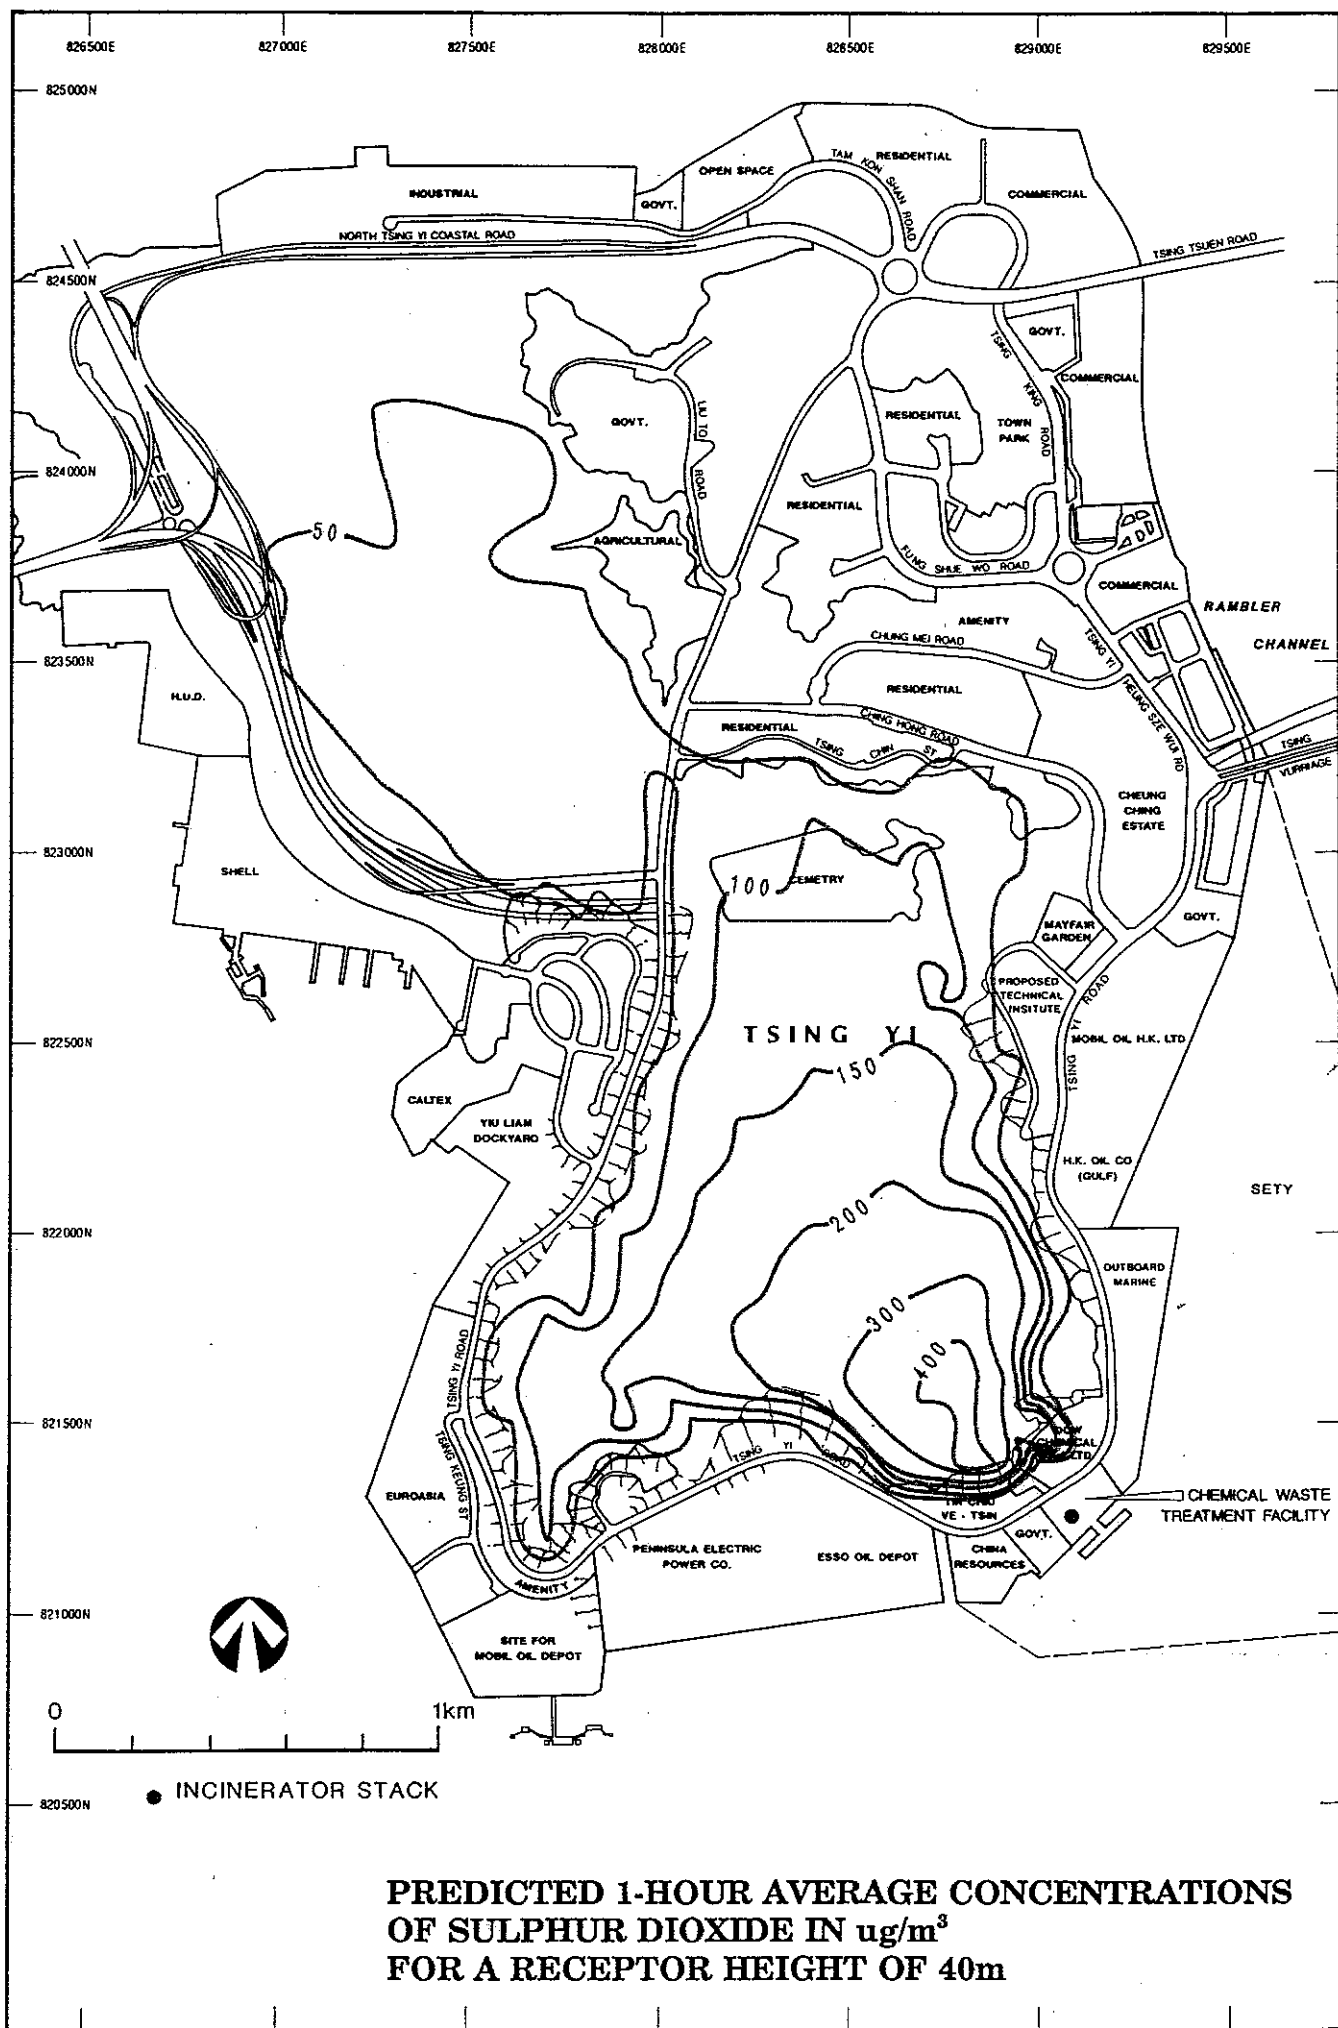 826500E
827000E
827500E
828000E
828500E
829000E
829500E
825000N
824500N
824000N
823500N
823000N
822500N
822000N
821500N
821000N
820500N
INDUSTRIAL
GOVT.
OPEN SPACE
TAM KON SHAN ROAD
RESIDENTIAL
COMMERCIAL
NORTH TSING YI COASTAL ROAD
TSING TSUEN ROAD
GOVT.
LIU TO ROAD
RESIDENTIAL
TOWN
PARK
TSING KING ROAD
GOVT.
COMMERCIAL
50
AGRICULTURAL
RESIDENTIAL
FUNG SHUE WO ROAD
COMMERCIAL
RAMBLER
CHANNEL
AMENITY
CHUNG MEI ROAD
TSING YI HEUNG SZE WUI RD
H.U.D.
RESIDENTIAL
RESIDENTIAL
CHING HONG ROAD
TSING CHIN ST
TSING
CHEUNG
CHING
ESTATE
SHELL
100
CEMETRY
MAYFAIR
GARDEN
GOVT.
PROPOSED
TECHNICAL
INSITUTE
TSING YI ROAD
TSING YI
MOBIL OIL H.K. LTD
150
CALTEX
YIU LIAM
DOCKYARD
H.K. OIL CO
(GULF)
SETY
200
OUTBOARD
MARINE
300
400
TSING YI ROAD
TSING KEUNG ST
TSING YI ROAD
DOW
CHEMICAL
LTD
EUROASIA
VE - TSIN
GOVT.
CHEMICAL WASTE
TREATMENT FACILITY
PENINSULA ELECTRIC
POWER CO.
ESSO OIL DEPOT
CHINA
RESOURCES
AMENITY
SITE FOR
MOBIL OIL DEPOT
0 1km
INCINERATOR STACK
PREDICTED 1-HOUR AVERAGE CONCENTRATIONS
OF SULPHUR DIOXIDE IN ug/m³
FOR A RECEPTOR HEIGHT OF 40m